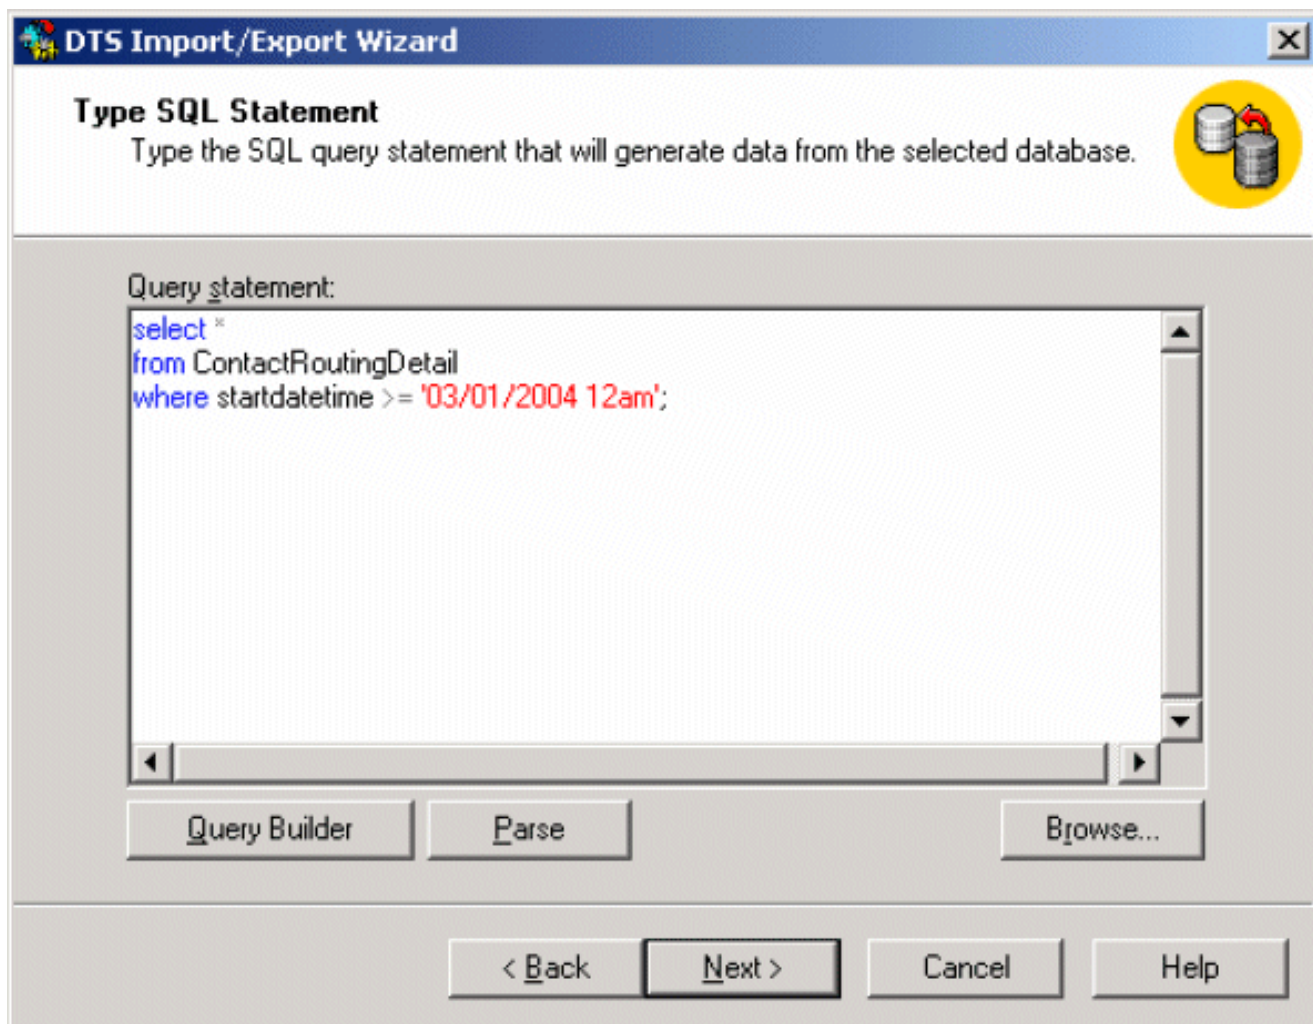 DTS Import/Export Wizard
Type SQL Statement
Type the SQL query statement that will generate data from the selected database.
Query statement:
select *
from ContactRoutingDetail
where startdatetime >= '03/01/2004 12am';
Query Builder
Parse
Browse...
< Back
Next >
Cancel
Help